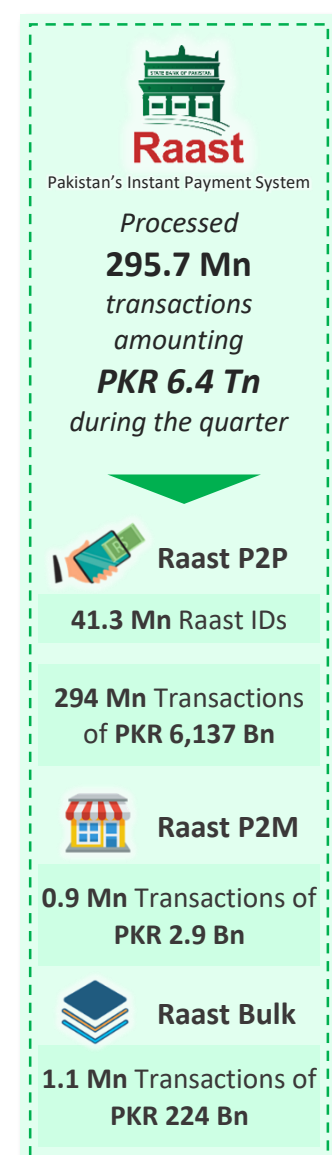 STATE BANK OF PAKISTAN
Raast
Pakistan's Instant Payment System
Processed
295.7 Mn
transactions
amounting
PKR 6.4 Tn
during the quarter
Raast P2P
41.3 Mn Raast IDs
294 Mn Transactions
of PKR 6,137 Bn
Raast P2M
0.9 Mn Transactions of
PKR 2.9 Bn
Raast Bulk
1.1 Mn Transactions of
PKR 224 Bn